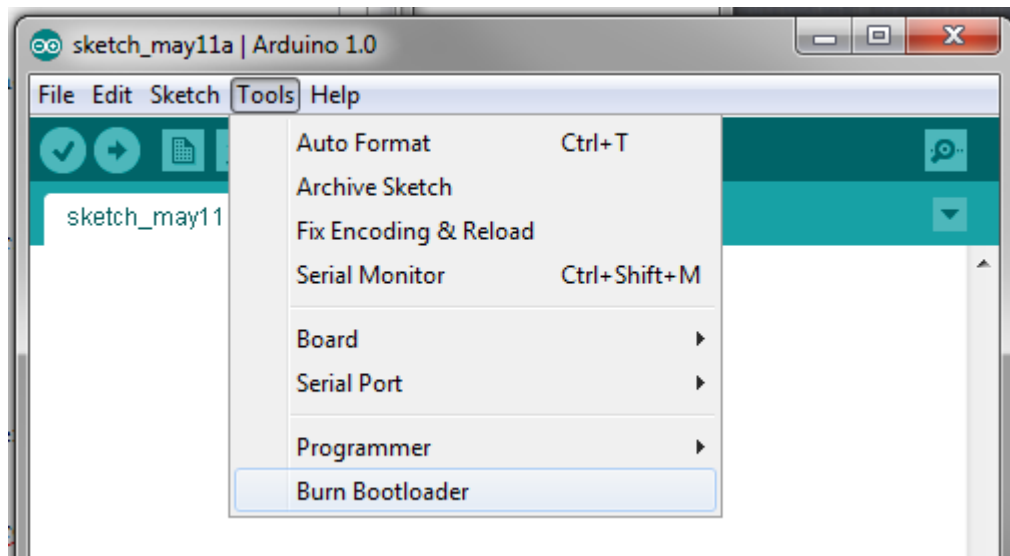 sketch_may11a | Arduino 1.0
File Edit Sketch Tools Help
sketch_may11
Auto Format Ctrl+T
Archive Sketch
Fix Encoding & Reload
Serial Monitor Ctrl+Shift+M
Board
Serial Port
Programmer
Burn Bootloader